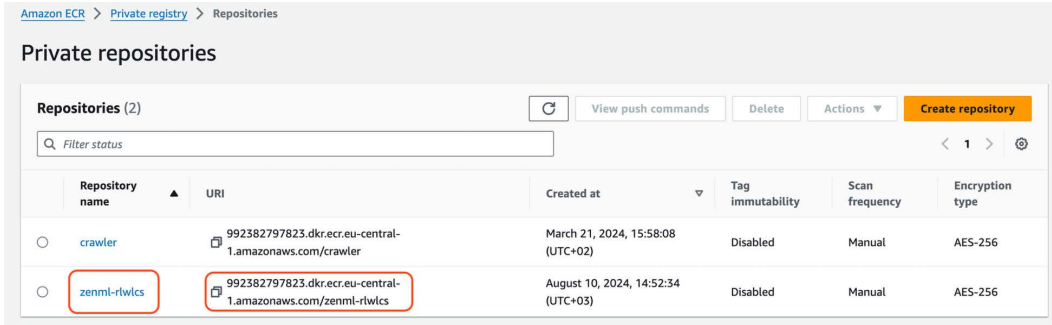 Amazon ECR > Private registry > Repositories
Private repositories
Repositories (2)
View push commands
Delete
Actions ▼
Create repository
Filter status
< 1 >
Repository name ▲
URI
Created at ▽
Tag immutability
Scan frequency
Encryption type
crawler
992382797823.dkr.ecr.eu-central-
1.amazonaws.com/crawler
March 21, 2024, 15:58:08
(UTC+02)
Disabled
Manual
AES-256
zenml-rlwlcs
992382797823.dkr.ecr.eu-central-
1.amazonaws.com/zenml-rlwlcs
August 10, 2024, 14:52:34
(UTC+03)
Disabled
Manual
AES-256